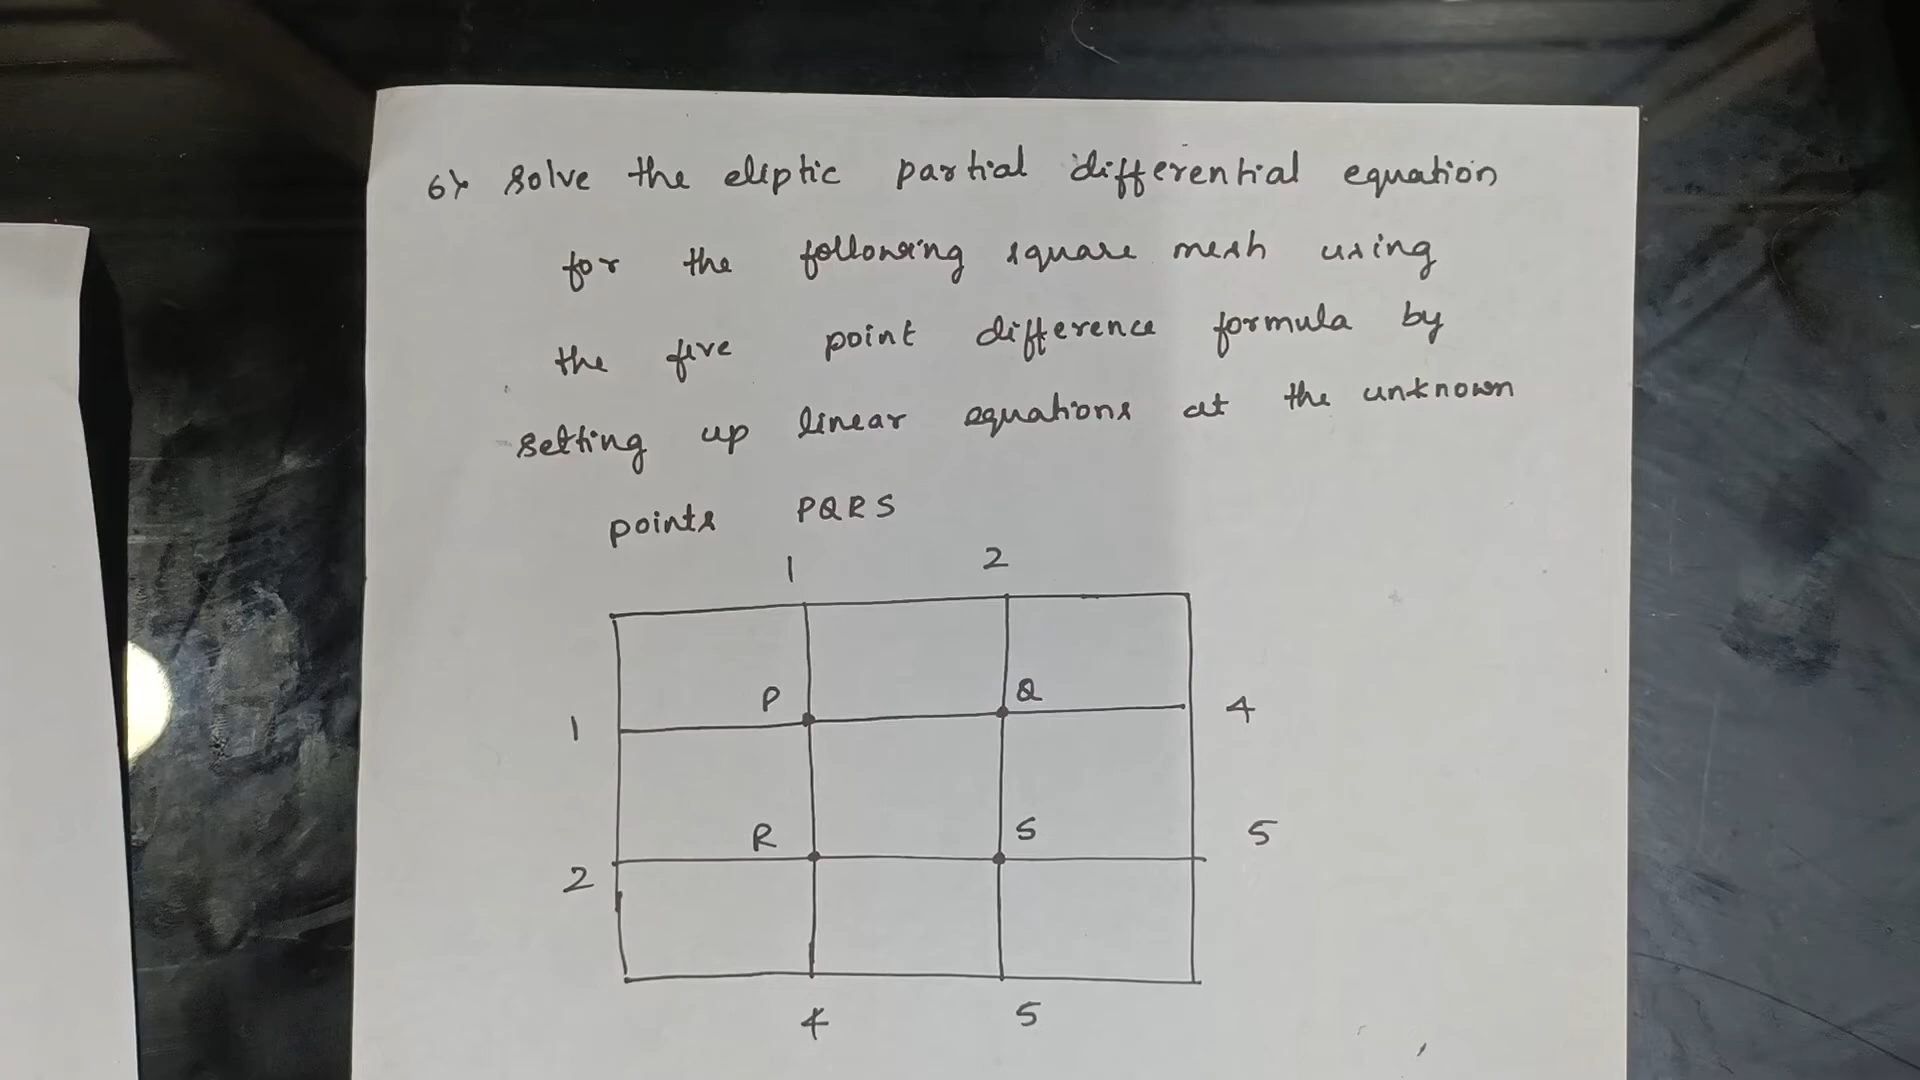 6) solve the eliptic partial differential equation
for the following square mesh using
the five point difference formula by
setting up linear equations at the unknown
points PQRS
1 2
P Q
1 4
R S
2 5
4 5